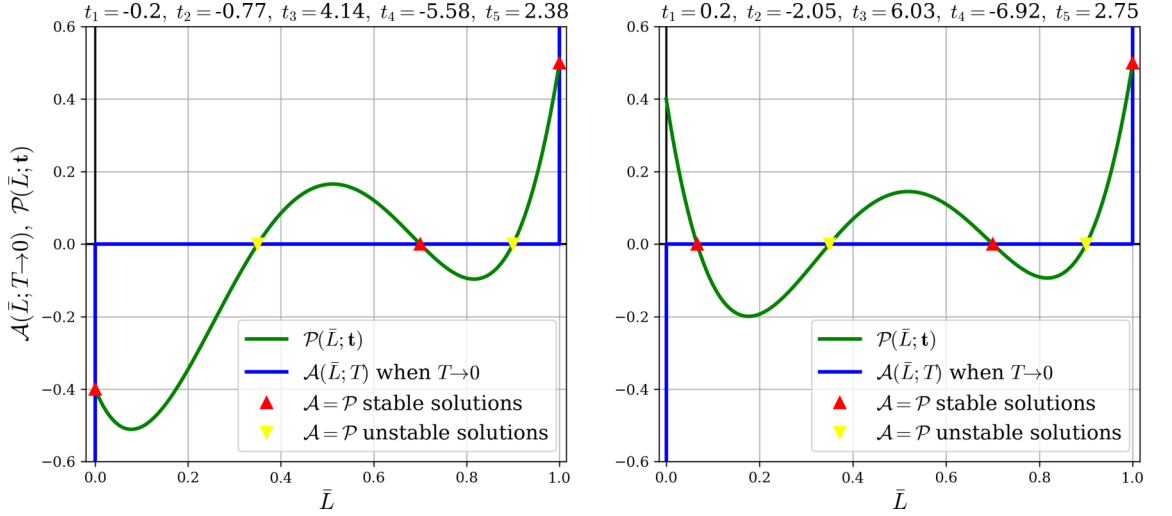 t₁ = -0.2, t₂ = -0.77, t₃ = 4.14, t₄ = -5.58, t₅ = 2.38
𝒜(L̄; T→0), 𝒫(L̄; 𝐭)
0.6
0.4
0.2
0.0
−0.2
−0.4
−0.6
𝒫(L̄; 𝐭)
𝒜(L̄; T) when T→0
𝒜 = 𝒫 stable solutions
𝒜 = 𝒫 unstable solutions
0.0 0.2 0.4 0.6 0.8 1.0
L̄
t₁ = 0.2, t₂ = -2.05, t₃ = 6.03, t₄ = -6.92, t₅ = 2.75
0.6
0.4
0.2
0.0
−0.2
−0.4
−0.6
𝒫(L̄; 𝐭)
𝒜(L̄; T) when T→0
𝒜 = 𝒫 stable solutions
𝒜 = 𝒫 unstable solutions
0.0 0.2 0.4 0.6 0.8 1.0
L̄